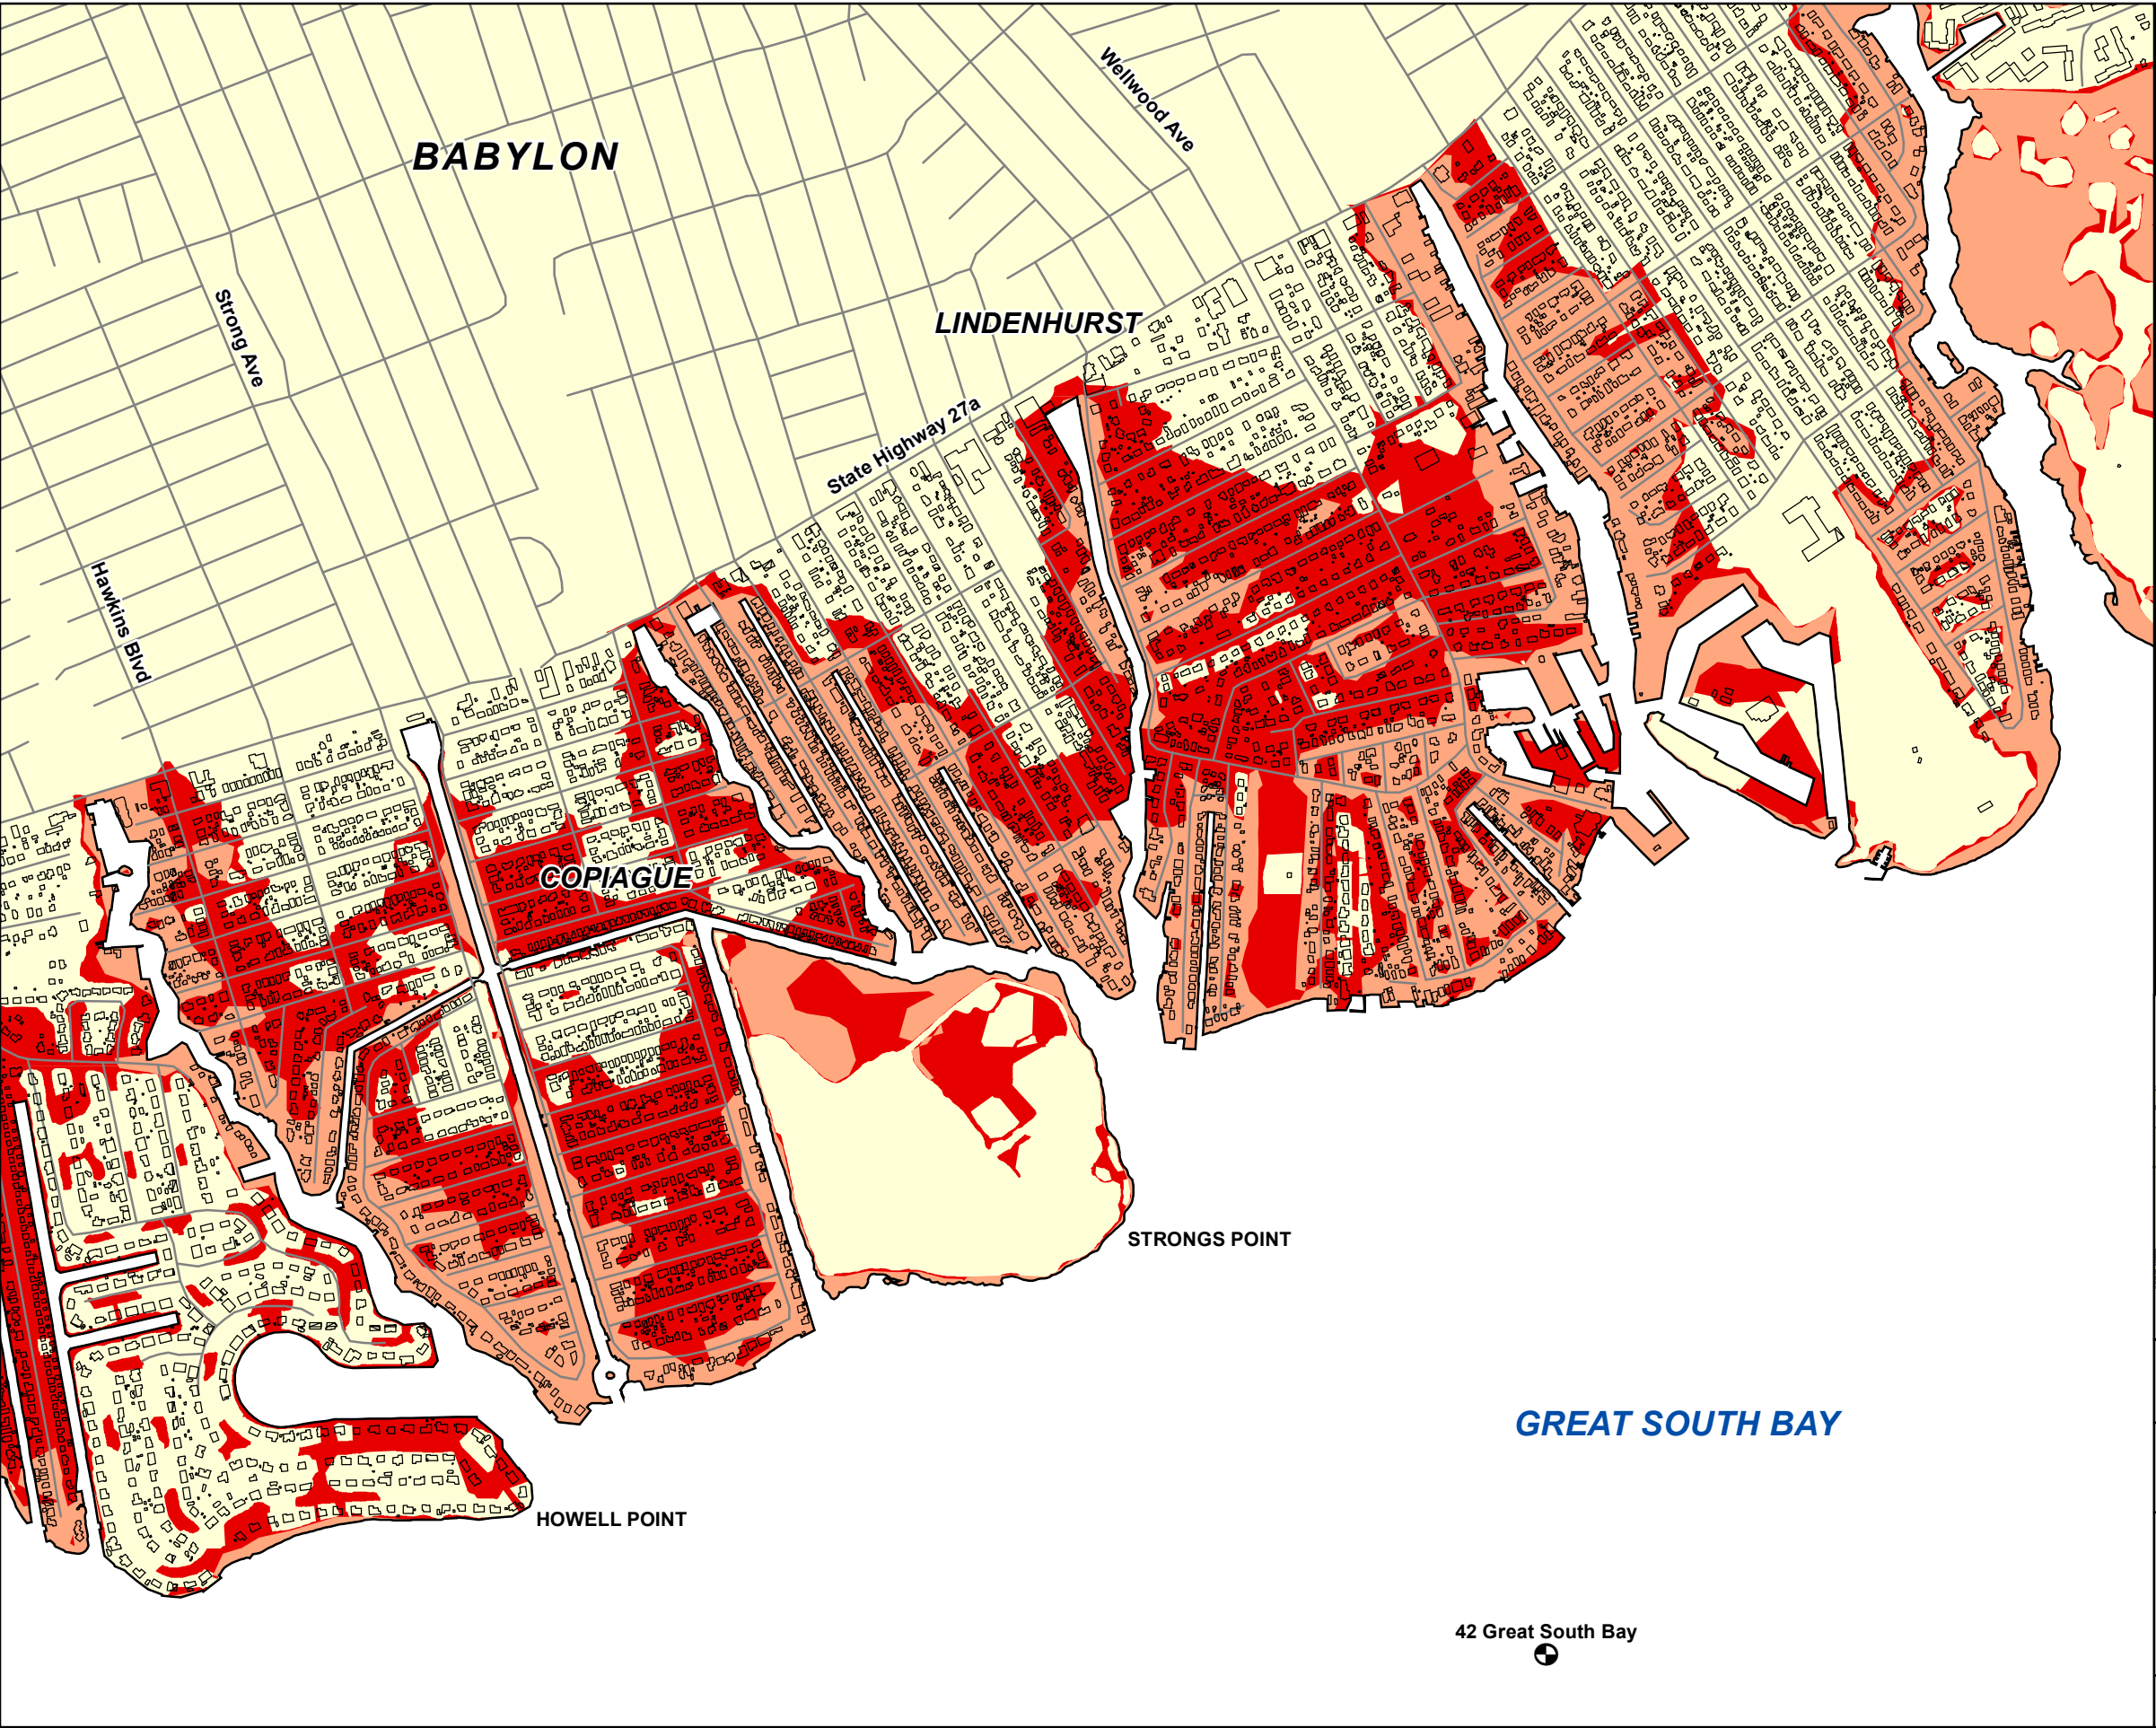 Wellwood Ave
BABYLON
Strong Ave
LINDENHURST
State Highway 27a
Hawkins Blvd
COPIAGUE
STRONGS POINT
GREAT SOUTH BAY
HOWELL POINT
42 Great South Bay